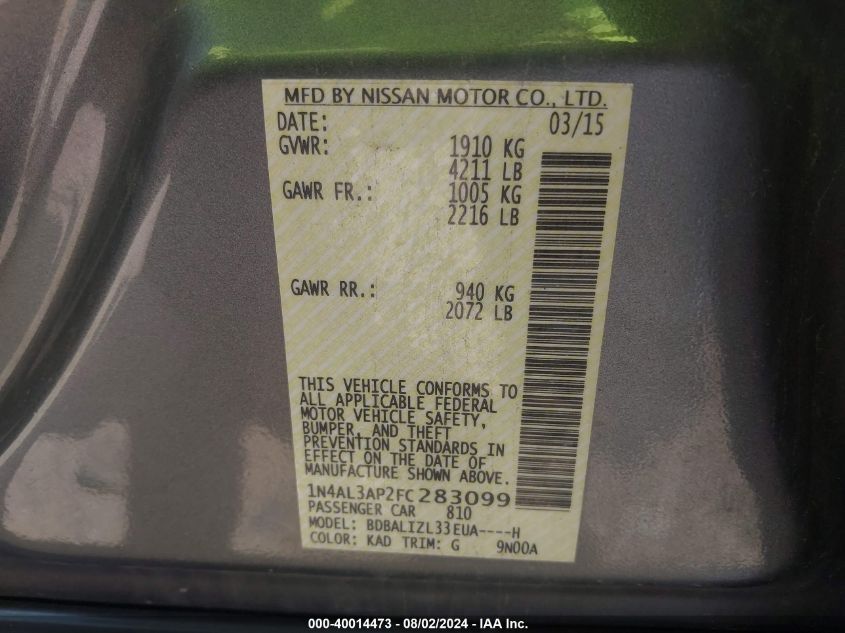 MFD BY NISSAN MOTOR CO., LTD.
DATE: 03/15
GVWR: 1910 KG
4211 LB
GAWR FR.: 1005 KG
2216 LB
GAWR RR.: 940 KG
2072 LB
THIS VEHICLE CONFORMS TO
ALL APPLICABLE FEDERAL
MOTOR VEHICLE SAFETY,
BUMPER, AND THEFT
PREVENTION STANDARDS IN
EFFECT ON THE DATE OF
MANUFACTURE SHOWN ABOVE.
1N4AL3AP2FC283099
PASSENGER CAR 810
MODEL: BDBALIZL33EUA----H
COLOR: KAD TRIM: G 9N00A
000-40014473 - 08/02/2024 - IAA Inc.